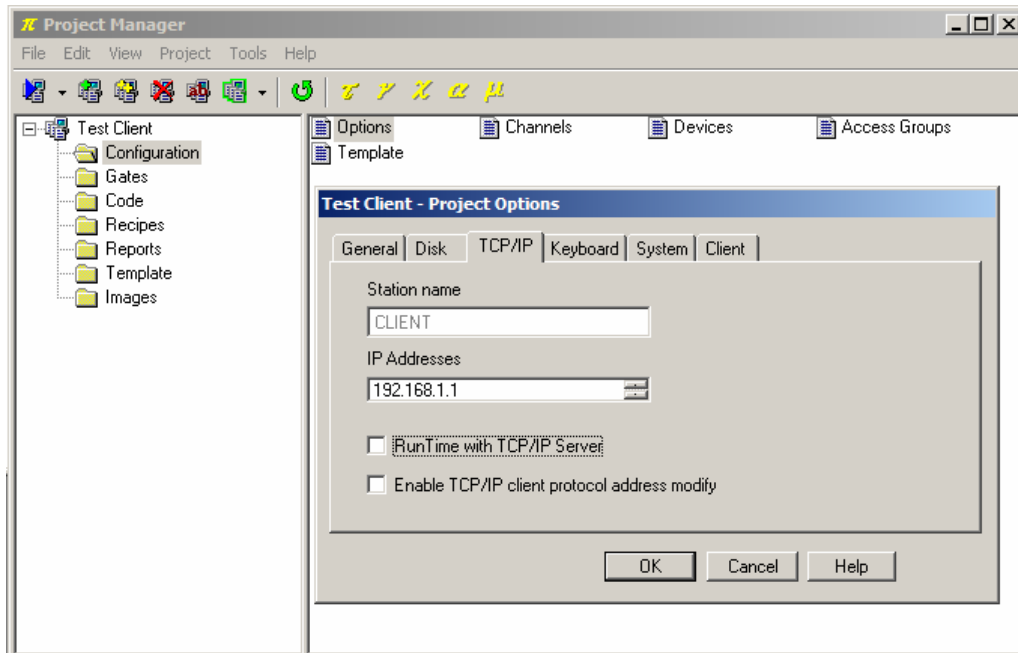 π Project Manager
File Edit View Project Tools Help
τ γ χ α μ
Test Client
Configuration
Gates
Code
Recipes
Reports
Template
Images
Options Channels Devices Access Groups
Template
Test Client - Project Options
General Disk TCP/IP Keyboard System Client
Station name
CLIENT
IP Addresses
192.168.1.1
RunTime with TCP/IP Server
Enable TCP/IP client protocol address modify
OK Cancel Help